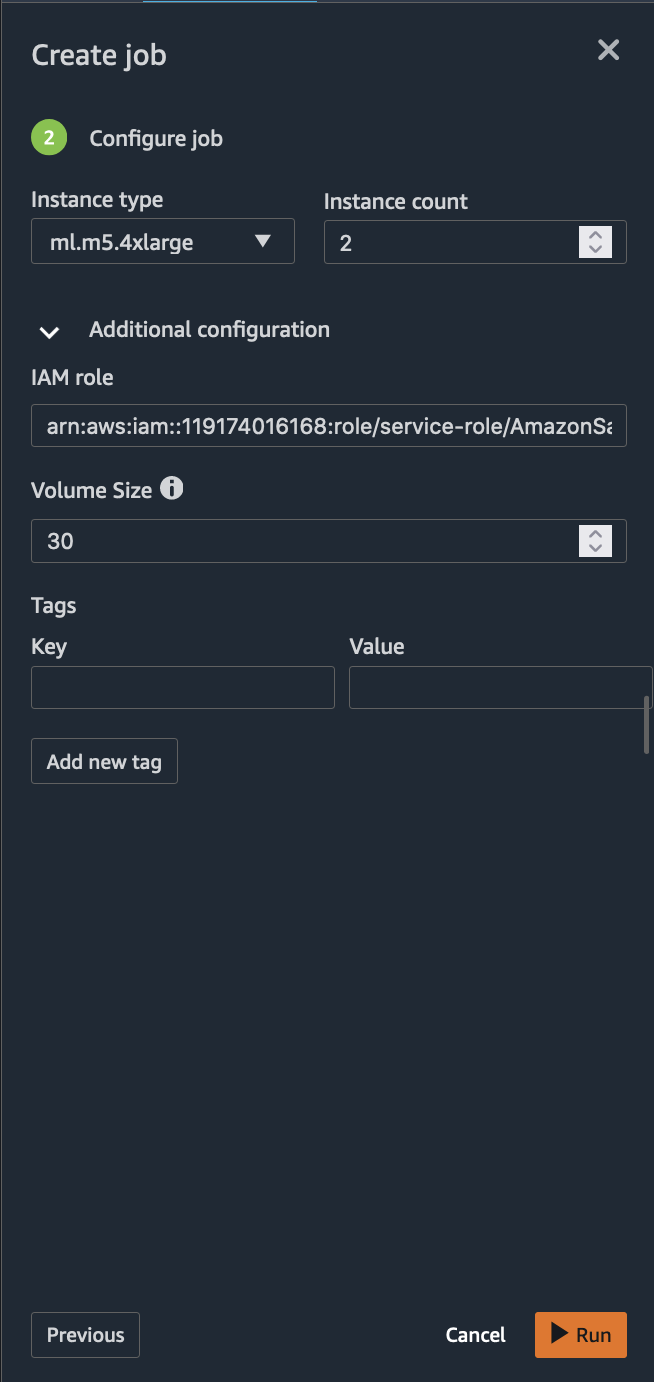 Create job
2 Configure job
Instance type Instance count
ml.m5.4xlarge 2
Additional configuration
IAM role
arn:aws:iam::119174016168:role/service-role/AmazonSa
Volume Size
30
Tags
Key Value
Add new tag
Previous Cancel Run